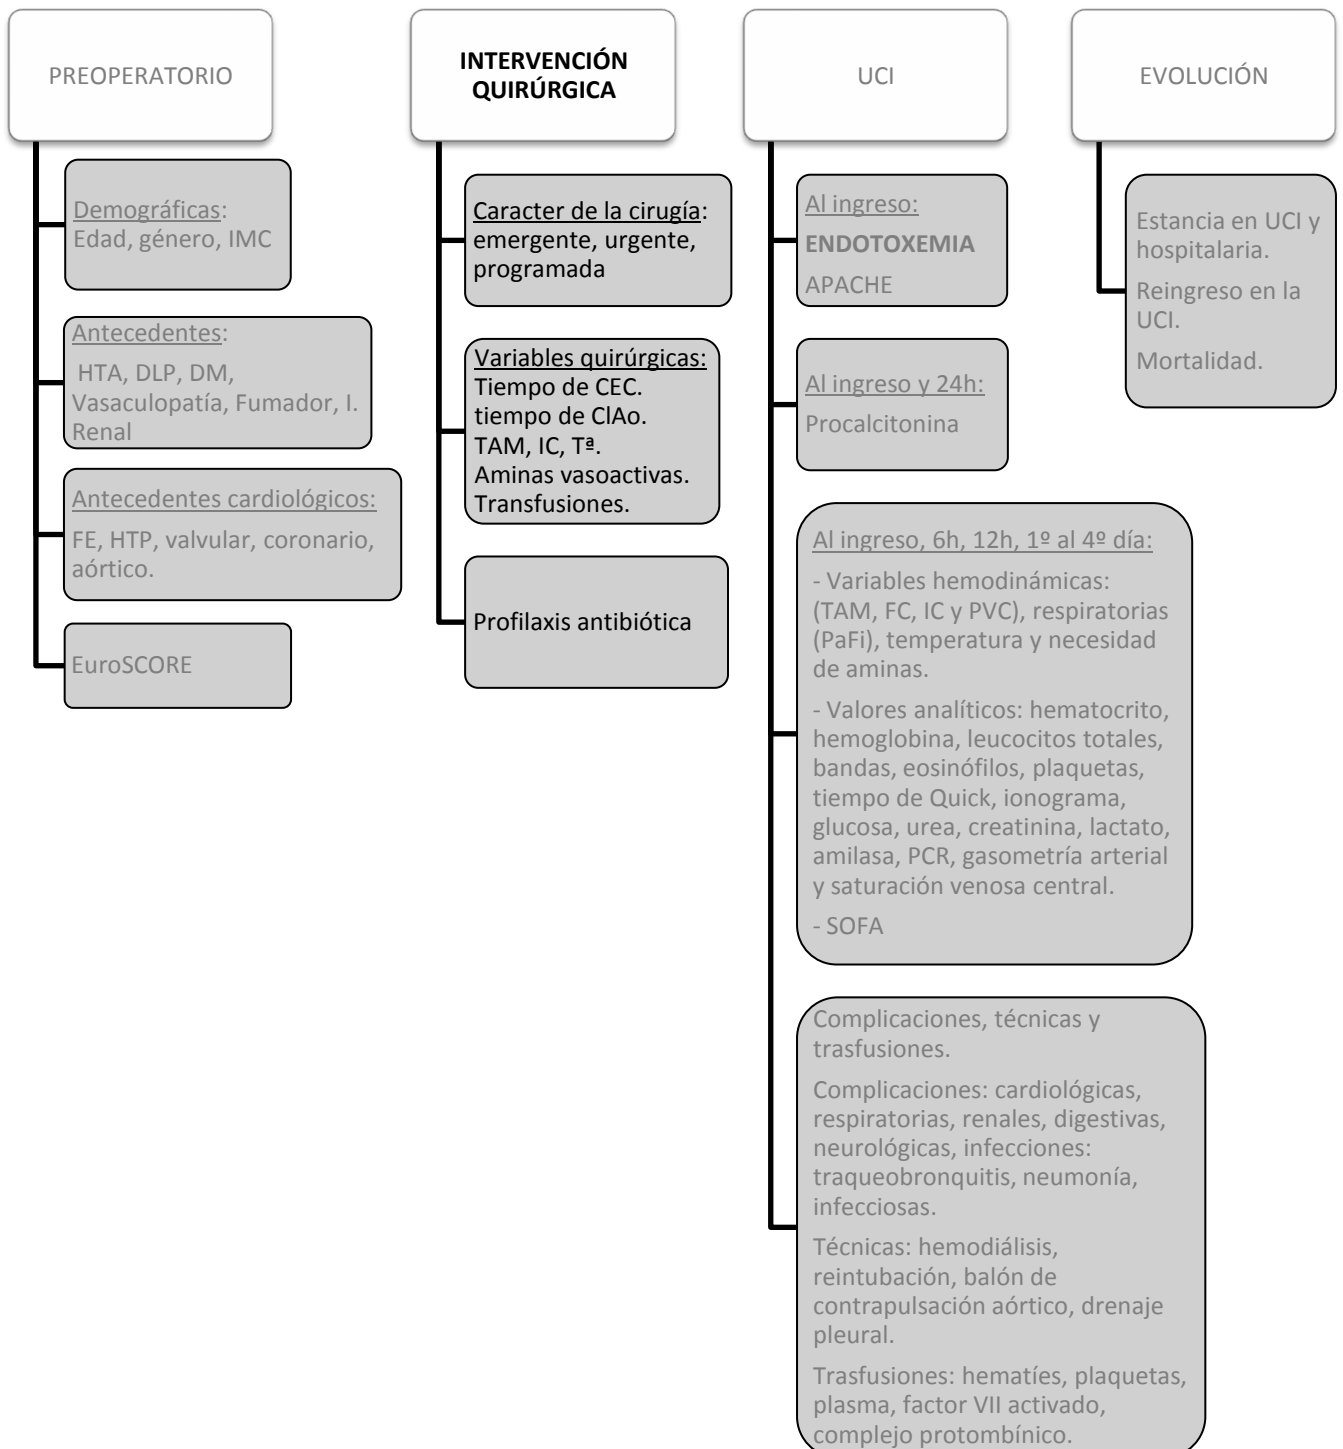 PREOPERATORIO
Demográficas:
Edad, género, IMC
Antecedentes:
HTA, DLP, DM,
Vasaculopatía, Fumador, I.
Renal
Antecedentes cardiológicos:
FE, HTP, valvular, coronario,
aórtico.
EuroSCORE
INTERVENCIÓN
QUIRÚRGICA
Caracter de la cirugía:
emergente, urgente,
programada
Variables quirúrgicas:
Tiempo de CEC.
tiempo de ClAo.
TAM, IC, Tª.
Aminas vasoactivas.
Transfusiones.
Profilaxis antibiótica
UCI
Al ingreso:
ENDOTOXEMIA
APACHE
Al ingreso y 24h:
Procalcitonina
Al ingreso, 6h, 12h, 1º al 4º día:
- Variables hemodinámicas:
(TAM, FC, IC y PVC), respiratorias
(PaFi), temperatura y necesidad
de aminas.
- Valores analíticos: hematocrito,
hemoglobina, leucocitos totales,
bandas, eosinófilos, plaquetas,
tiempo de Quick, ionograma,
glucosa, urea, creatinina, lactato,
amilasa, PCR, gasometría arterial
y saturación venosa central.
- SOFA
Complicaciones, técnicas y
trasfusiones.
Complicaciones: cardiológicas,
respiratorias, renales, digestivas,
neurológicas, infecciones:
traqueobronquitis, neumonía,
infecciosas.
Técnicas: hemodiálisis,
reintubación, balón de
contrapulsación aórtico, drenaje
pleural.
Trasfusiones: hematíes, plaquetas,
plasma, factor VII activado,
complejo protombínico.
EVOLUCIÓN
Estancia en UCI y
hospitalaria.
Reingreso en la
UCI.
Mortalidad.